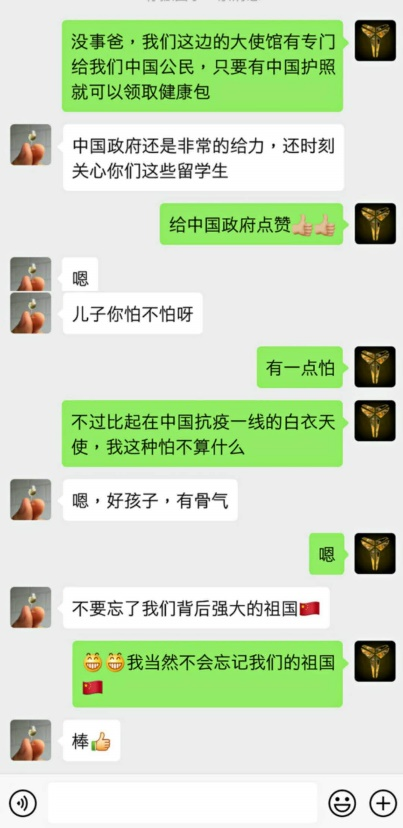 没事爸，我们这边的大使馆有专门
给我们中国公民，只要有中国护照
就可以领取健康包
中国政府还是非常的给力，还时刻
关心你们这些留学生
给中国政府点赞👍🏼👍🏼
嗯
儿子你怕不怕呀
有一点怕
不过比起在中国抗疫一线的白衣天
使，我这种怕不算什么
嗯，好孩子，有骨气
嗯
不要忘了我们背后强大的祖国🇨🇳
😁😁我当然不会忘记我们的祖国
🇨🇳
棒👍